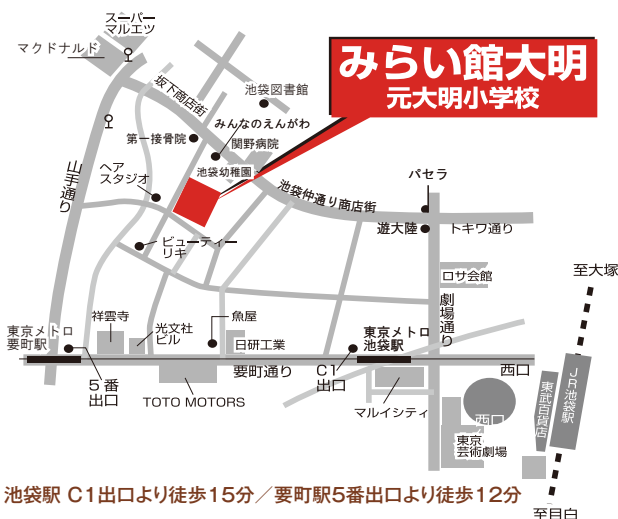 スーパー
マルエツ
マクドナルド
みらい館大明
元大明小学校
坂下商店街
池袋図書館
みんなのえんがわ
第一接骨院
関野病院
池袋幼稚園
山手通り
ヘア
スタジオ
池袋仲通り商店街
パセラ
遊大陸
トキワ通り
ビューティー
リキ
ロサ会館
至大塚
劇場通り
祥雲寺
魚屋
光文社
ビル
日研工業
東京メトロ
要町駅
東京メトロ
池袋駅
5番
出口
TOTO MOTORS
要町通り
C1
出口
西口
マルイシティ
JR池袋駅
東武百貨店
西口
東京
芸術劇場
池袋駅 C1出口より徒歩15分／要町駅5番出口より徒歩12分
至目白